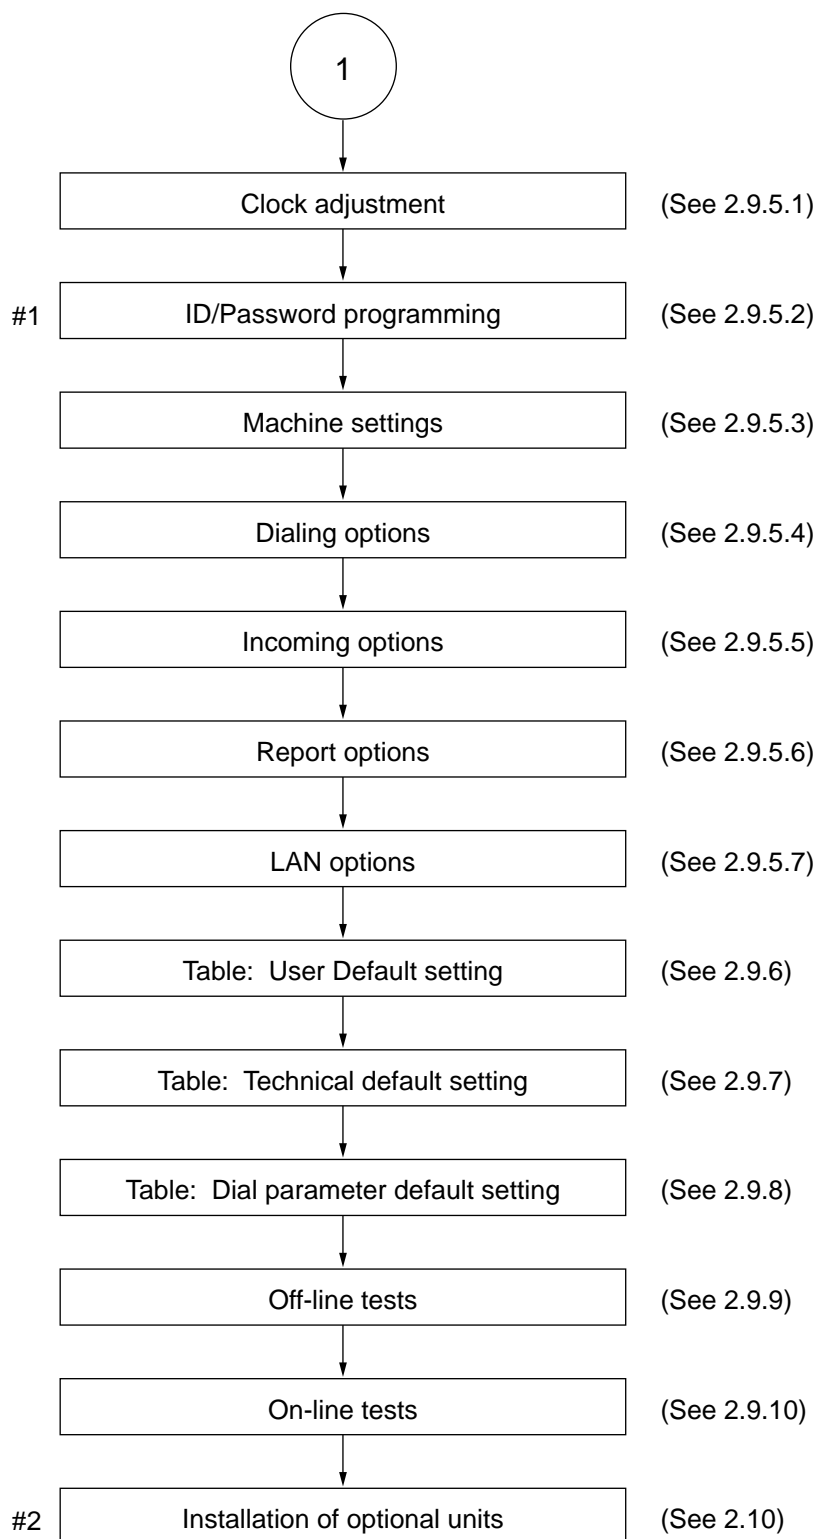 1
Clock adjustment (See 2.9.5.1)
#1 ID/Password programming (See 2.9.5.2)
Machine settings (See 2.9.5.3)
Dialing options (See 2.9.5.4)
Incoming options (See 2.9.5.5)
Report options (See 2.9.5.6)
LAN options (See 2.9.5.7)
Table: User Default setting (See 2.9.6)
Table: Technical default setting (See 2.9.7)
Table: Dial parameter default setting (See 2.9.8)
Off-line tests (See 2.9.9)
On-line tests (See 2.9.10)
#2 Installation of optional units (See 2.10)